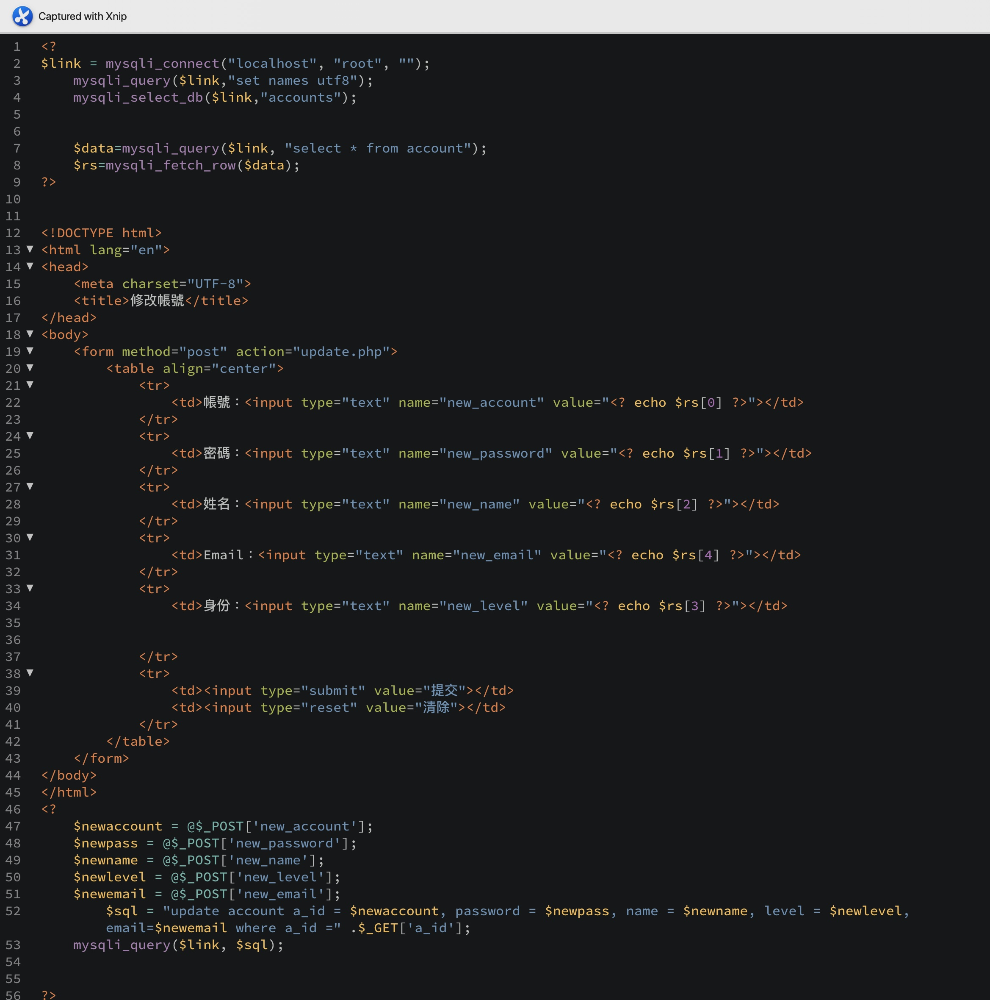 Captured with Xnip
1 <?
2 $link = mysqli_connect("localhost", "root", "");
3     mysqli_query($link,"set names utf8");
4     mysqli_select_db($link,"accounts");
5
6
7     $data=mysqli_query($link, "select * from account");
8     $rs=mysqli_fetch_row($data);
9 ?>
10
11
12 <!DOCTYPE html>
13 ▼ <html lang="en">
14 ▼ <head>
15     <meta charset="UTF-8">
16     <title>修改帳號</title>
17 </head>
18 ▼ <body>
19 ▼     <form method="post" action="update.php">
20 ▼         <table align="center">
21 ▼             <tr>
22                 <td>帳號：<input type="text" name="new_account" value="<? echo $rs[0] ?>"></td>
23             </tr>
24 ▼             <tr>
25                 <td>密碼：<input type="text" name="new_password" value="<? echo $rs[1] ?>"></td>
26             </tr>
27 ▼             <tr>
28                 <td>姓名：<input type="text" name="new_name" value="<? echo $rs[2] ?>"></td>
29             </tr>
30 ▼             <tr>
31                 <td>Email：<input type="text" name="new_email" value="<? echo $rs[4] ?>"></td>
32             </tr>
33 ▼             <tr>
34                 <td>身份：<input type="text" name="new_level" value="<? echo $rs[3] ?>"></td>
35
36
37             </tr>
38 ▼             <tr>
39                 <td><input type="submit" value="提交"></td>
40                 <td><input type="reset" value="清除"></td>
41             </tr>
42         </table>
43     </form>
44 </body>
45 </html>
46 <?
47     $newaccount = @$_POST['new_account'];
48     $newpass = @$_POST['new_password'];
49     $newname = @$_POST['new_name'];
50     $newlevel = @$_POST['new_level'];
51     $newemail = @$_POST['new_email'];
52         $sql = "update account a_id = $newaccount, password = $newpass, name = $newname, level = $newlevel,
        email=$newemail where a_id =" .$_GET['a_id'];
53     mysqli_query($link, $sql);
54
55
56 ?>